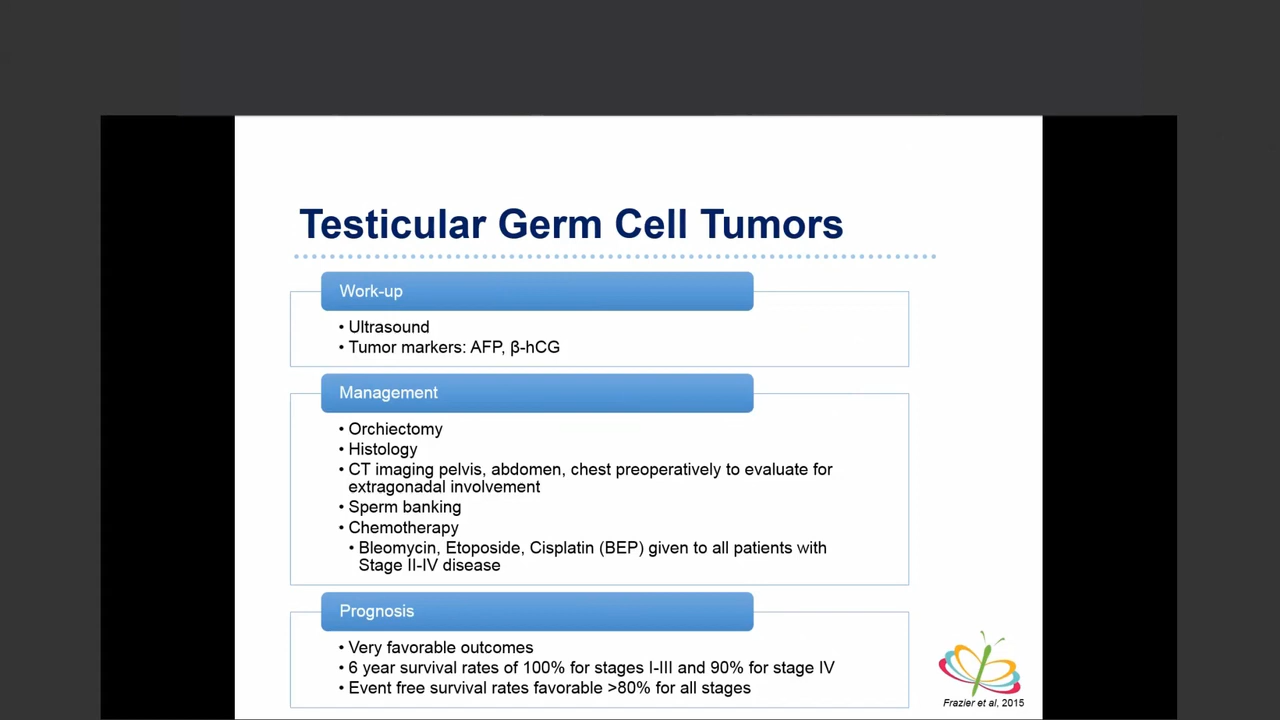 Testicular Germ Cell Tumors
Work-up
• Ultrasound
• Tumor markers: AFP, β-hCG
Management
• Orchiectomy
• Histology
• CT imaging pelvis, abdomen, chest preoperatively to evaluate for
extragonadal involvement
• Sperm banking
• Chemotherapy
• Bleomycin, Etoposide, Cisplatin (BEP) given to all patients with
Stage II-IV disease
Prognosis
• Very favorable outcomes
• 6 year survival rates of 100% for stages I-III and 90% for stage IV
• Event free survival rates favorable >80% for all stages
Frazier et al, 2015